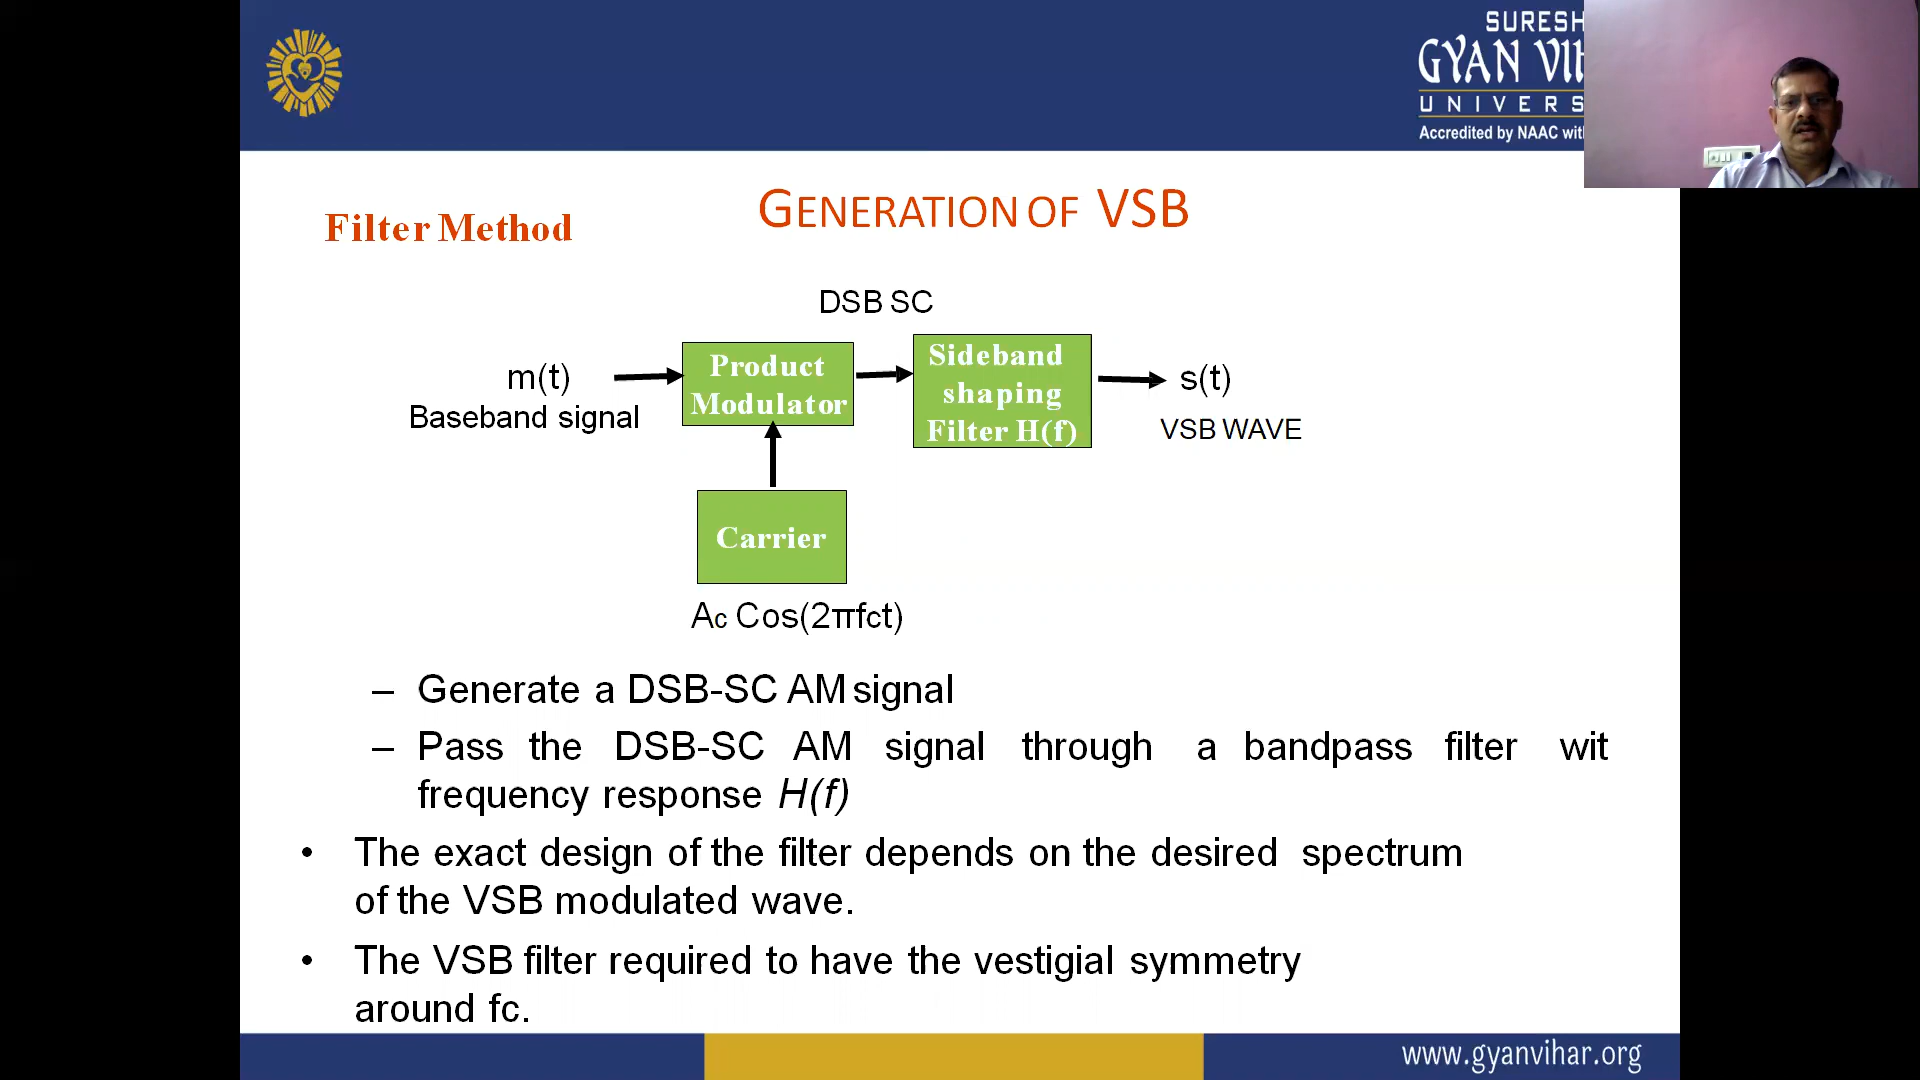 SURESH
GYAN VIH
UNIVERS
Accredited by NAAC wit
GENERATION OF VSB
Filter Method
DSB SC
m(t)
Baseband signal
Product
Modulator
Sideband
shaping
Filter H(f)
s(t)
VSB WAVE
Carrier
Ac Cos(2πfct)
– Generate a DSB-SC AM signal
– Pass the DSB-SC AM signal through a bandpass filter wit
frequency response H(f)
• The exact design of the filter depends on the desired spectrum
of the VSB modulated wave.
• The VSB filter required to have the vestigial symmetry
around fc.
www.gyanvihar.org